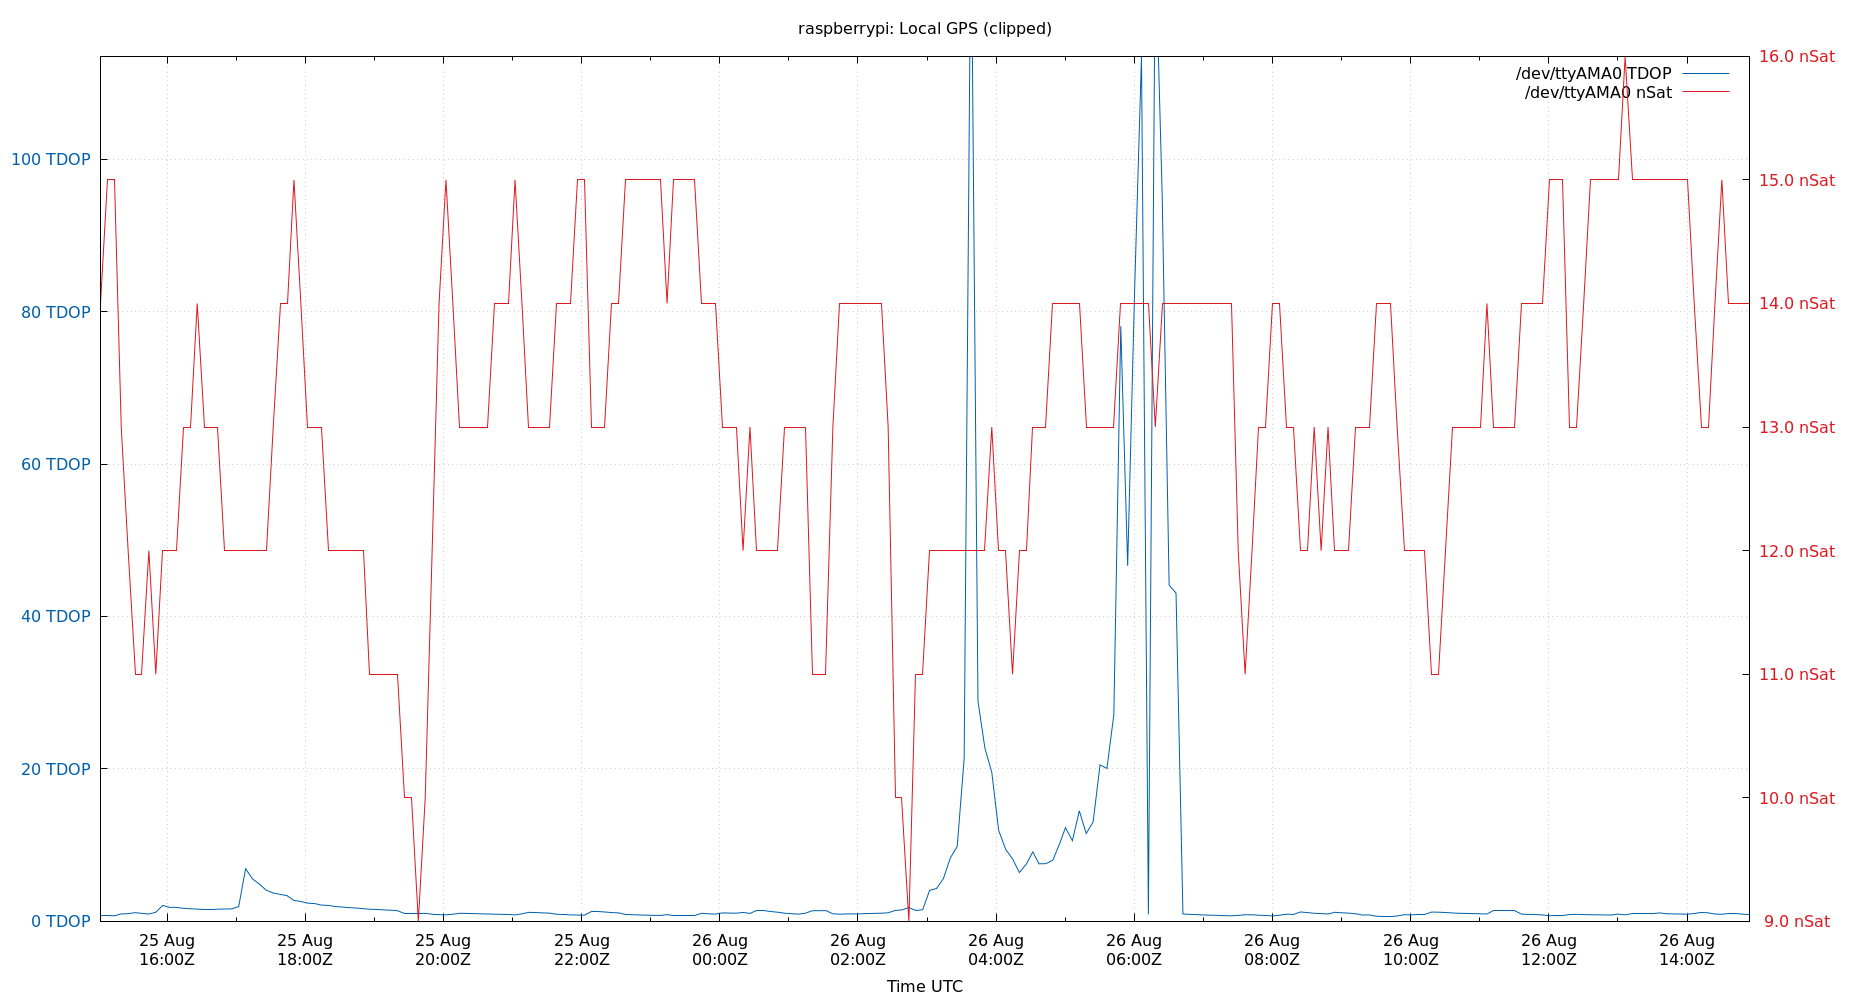 raspberrypi: Local GPS (clipped)
/dev/ttyAMA0 TDOP
/dev/ttyAMA0 nSat
100 TDOP
80 TDOP
60 TDOP
40 TDOP
20 TDOP
0 TDOP
16.0 nSat
15.0 nSat
14.0 nSat
13.0 nSat
12.0 nSat
11.0 nSat
10.0 nSat
9.0 nSat
25 Aug
16:00Z
25 Aug
18:00Z
25 Aug
20:00Z
25 Aug
22:00Z
26 Aug
00:00Z
26 Aug
02:00Z
26 Aug
04:00Z
26 Aug
06:00Z
26 Aug
08:00Z
26 Aug
10:00Z
26 Aug
12:00Z
26 Aug
14:00Z
Time UTC